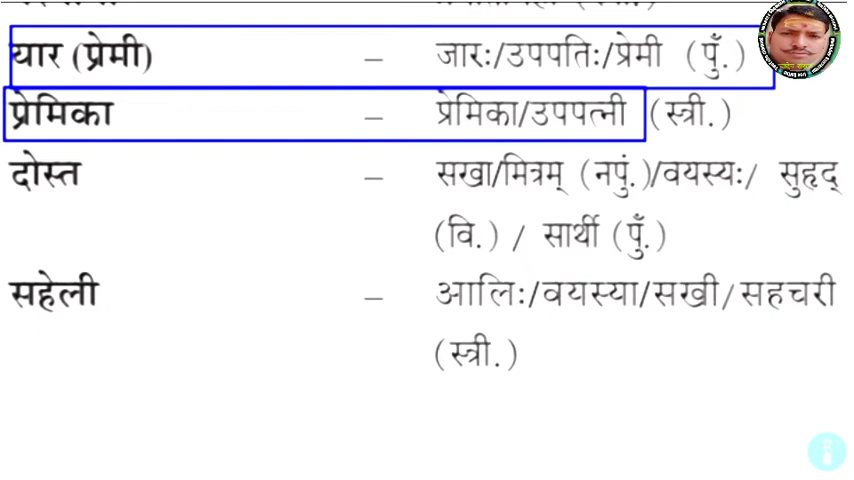 यार (प्रेमी) – जारः/उपपतिः/प्रेमी (पुँ.)
प्रेमिका – प्रेमिका/उपपत्नी (स्त्री.)
दोस्त – सखा/मित्रम् (नपुं.)/वयस्यः/ सुहृद्
(वि.) / सार्थी (पुँ.)
सहेली – आलिः/वयस्या/सखी/सहचरी
(स्त्री.)